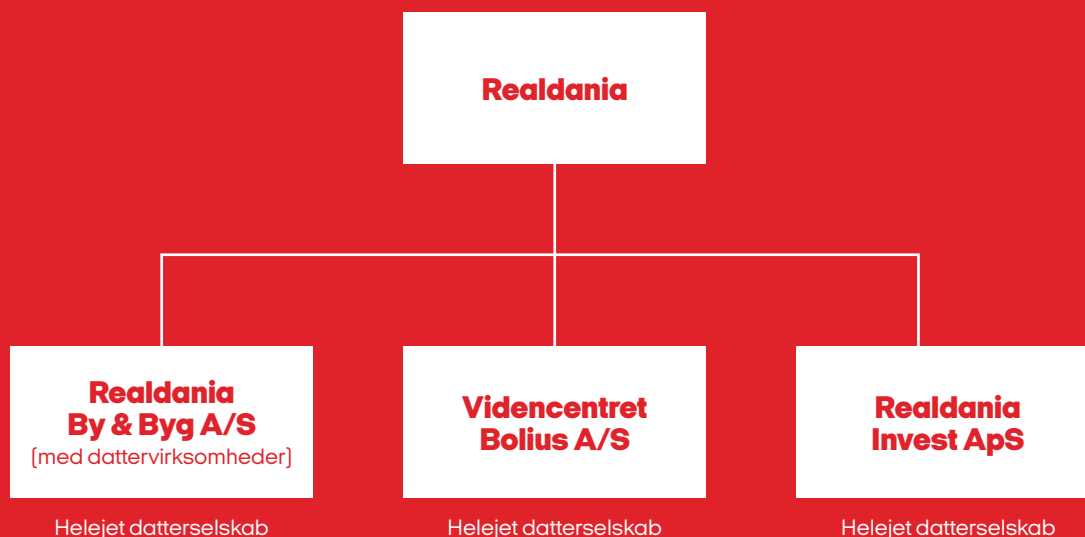 Realdania
Realdania
By & Byg A/S
(med dattervirksomheder)
Helejet datterselskab
Videncentret
Bolius A/S
Helejet datterselskab
Realdania
Invest ApS
Helejet datterselskab